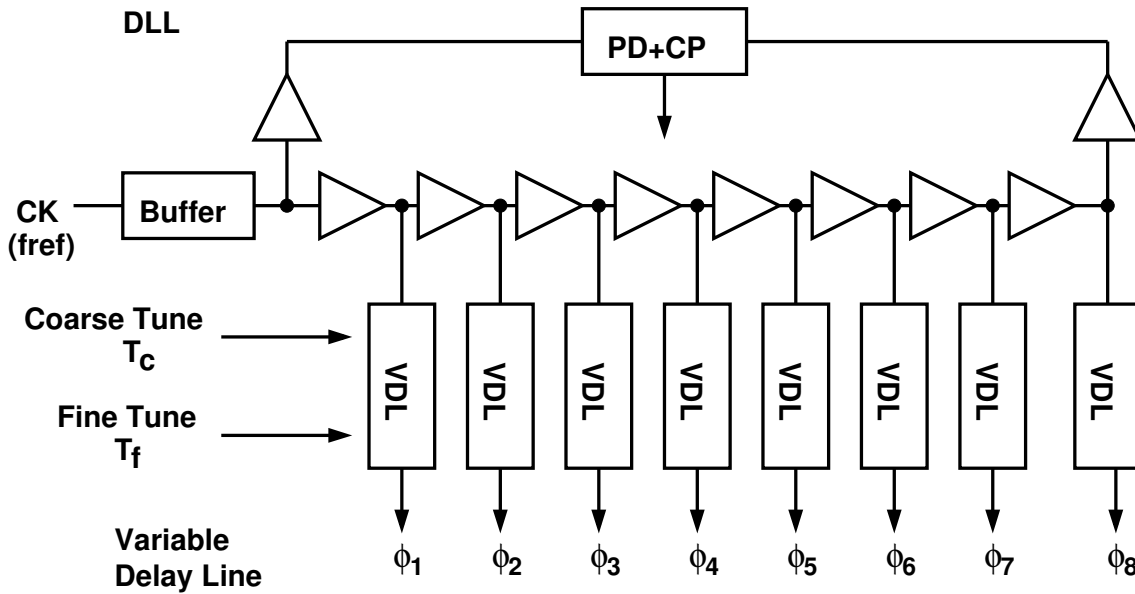 DLL
PD+CP
CK
(fref)
Buffer
Coarse Tune
Tc
Fine Tune
Tf
VDL
VDL
VDL
VDL
VDL
VDL
VDL
VDL
Variable
Delay Line
ϕ1 ϕ2 ϕ3 ϕ4 ϕ5 ϕ6 ϕ7 ϕ8